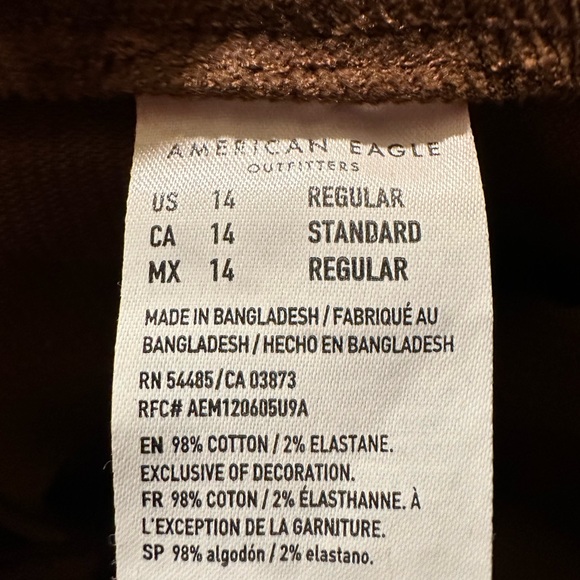 AMERICAN EAGLE
OUTFITTERS
US 14 REGULAR
CA 14 STANDARD
MX 14 REGULAR
MADE IN BANGLADESH / FABRIQUÉ AU
BANGLADESH / HECHO EN BANGLADESH
RN 54485/CA 03873
RFC# AEM120605U9A
EN 98% COTTON / 2% ELASTANE.
EXCLUSIVE OF DECORATION.
FR 98% COTON / 2% ÉLASTHANNE. À
L'EXCEPTION DE LA GARNITURE.
SP 98% algodón / 2% elastano.